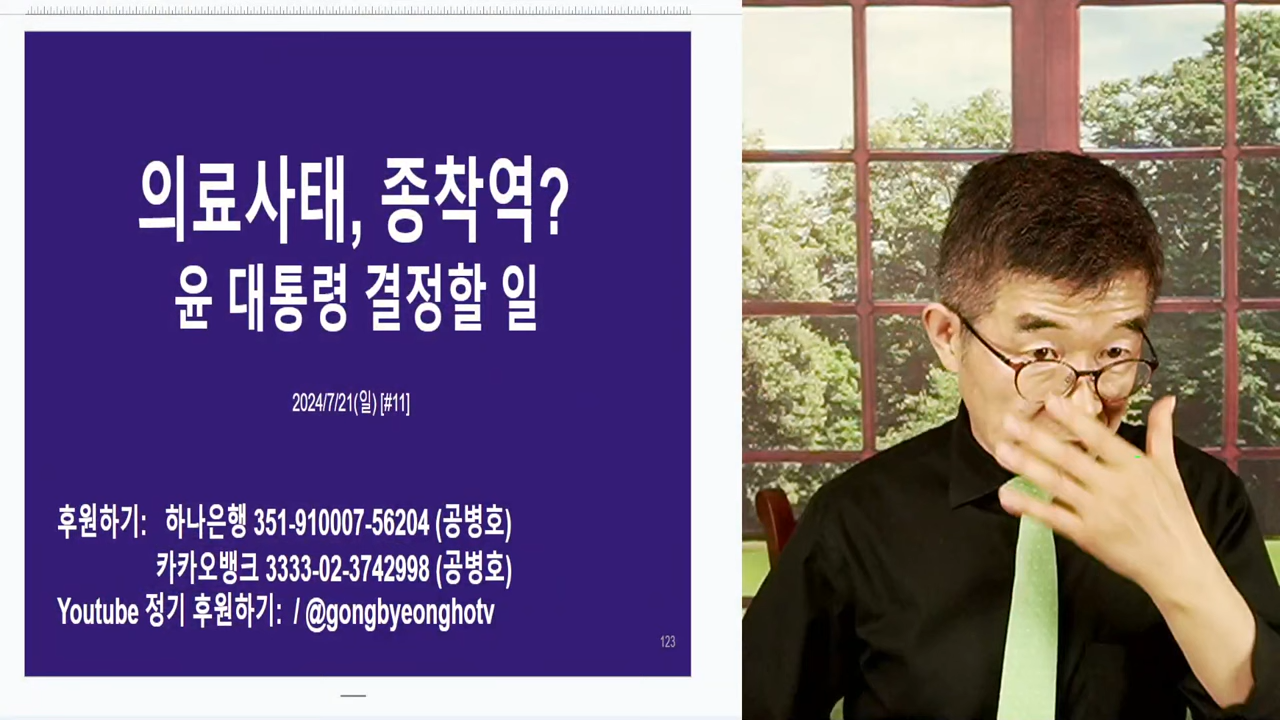 의료사태, 종착역?
윤 대통령 결정할 일
2024/7/21(일) [#11]
후원하기: 하나은행 351-910007-56204 (공병호)
카카오뱅크 3333-02-3742998 (공병호)
Youtube 정기 후원하기: / @gongbyeonghotv
123